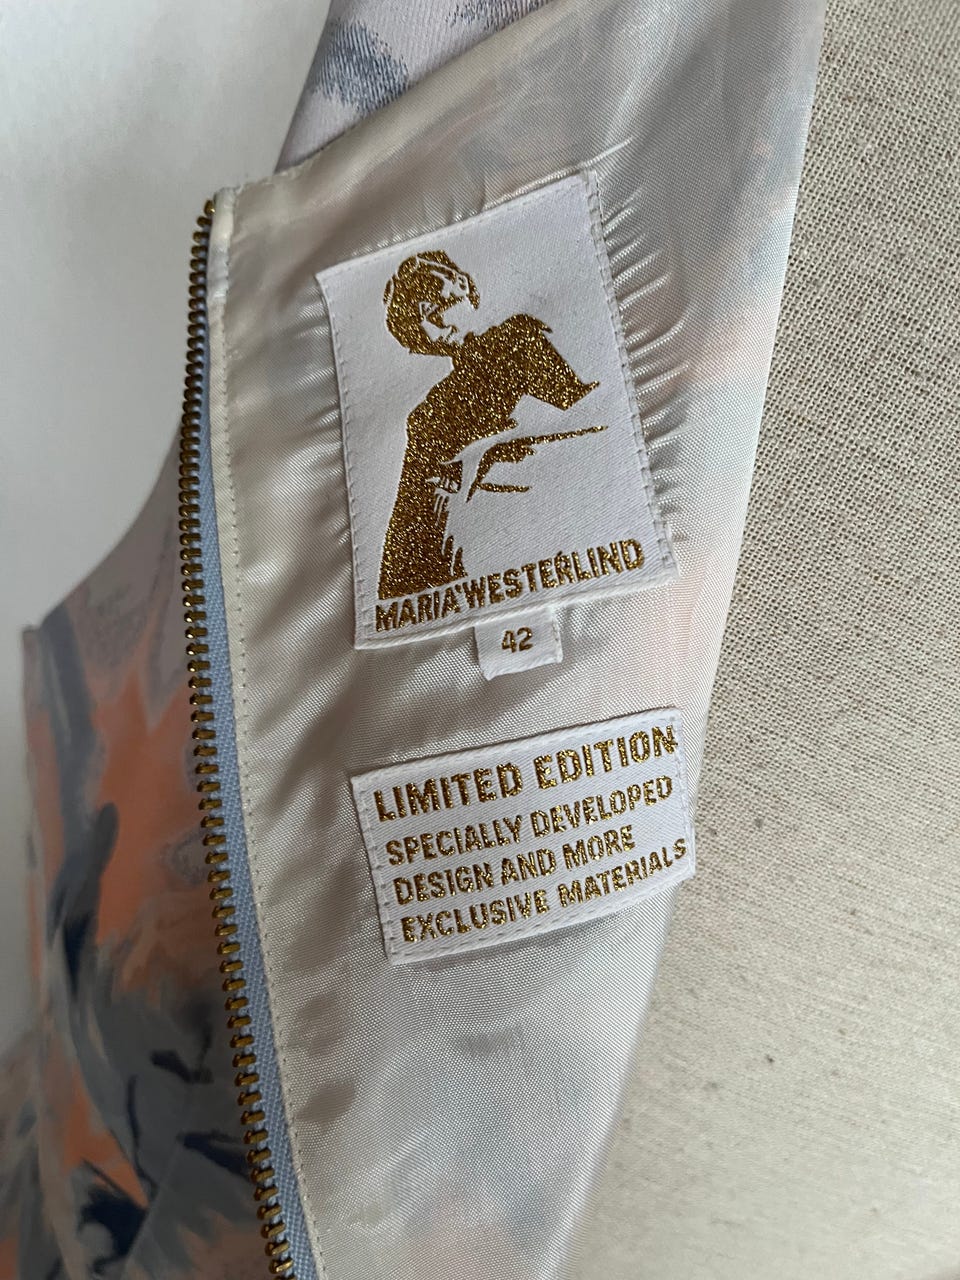 MARIA WESTERLIND
42
LIMITED EDITION
SPECIALLY DEVELOPED
DESIGN AND MORE
EXCLUSIVE MATERIALS